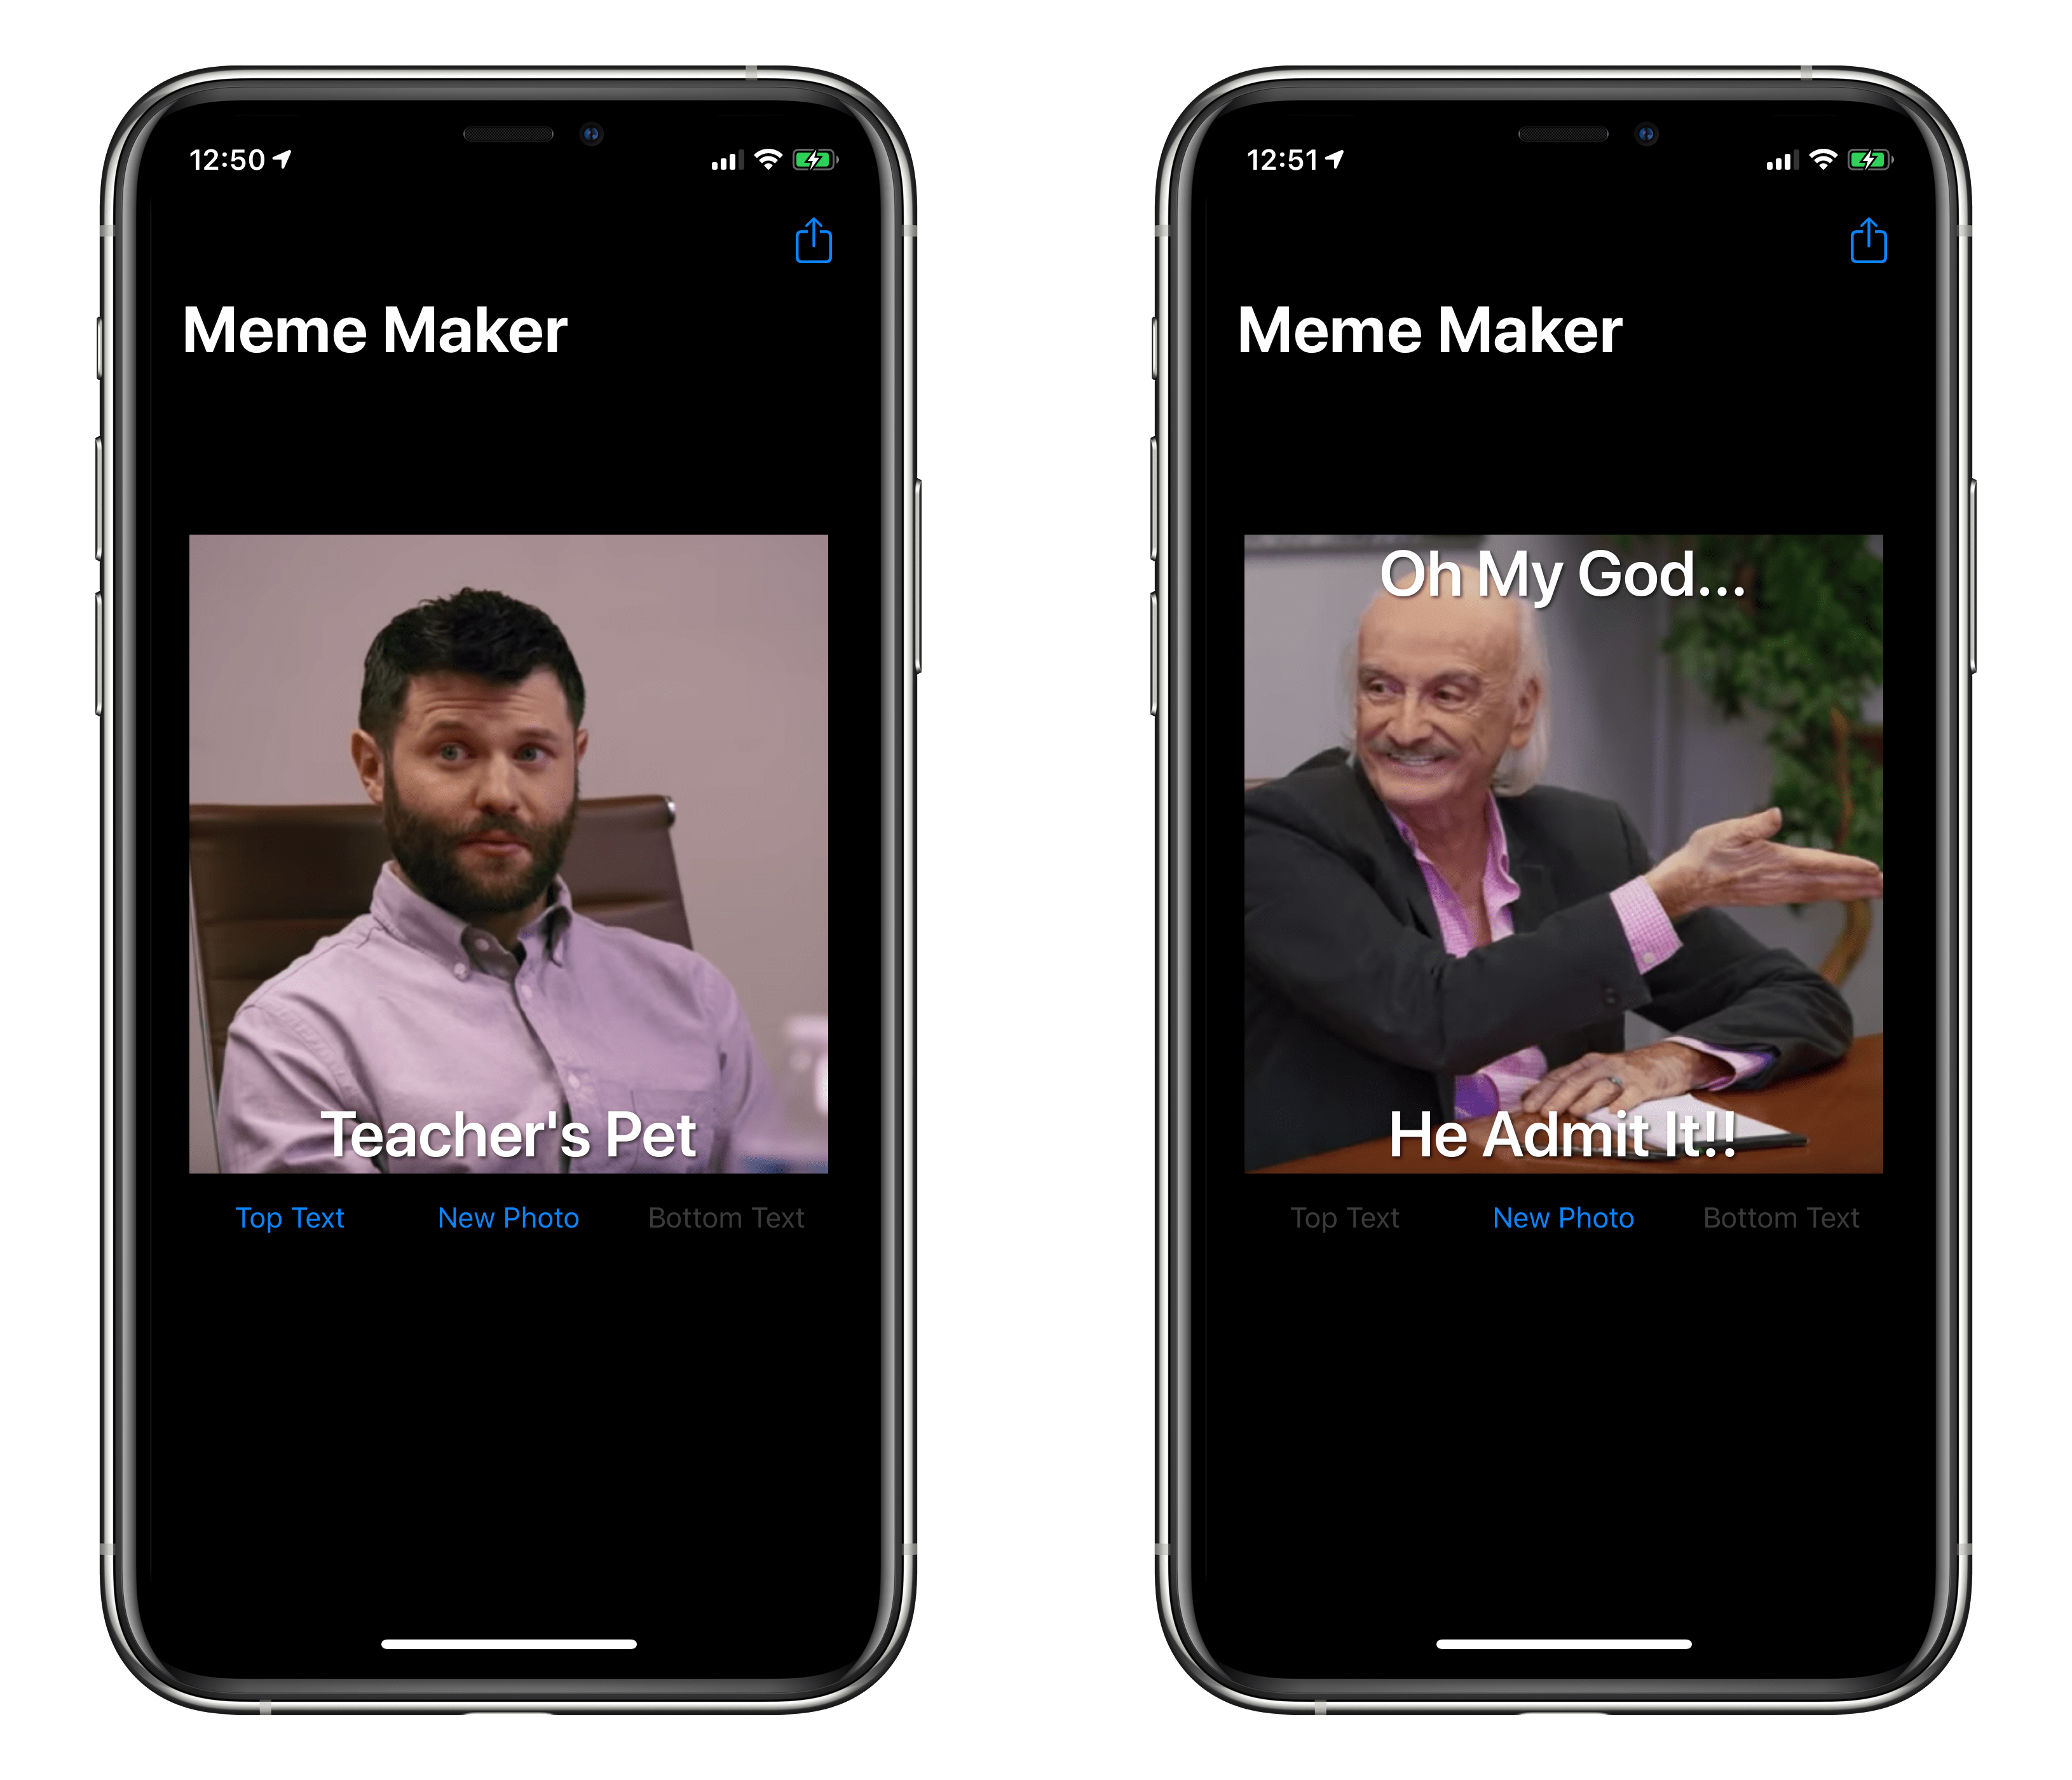 12:50
Meme Maker
Teacher's Pet
Top Text New Photo Bottom Text
12:51
Meme Maker
Oh My God...
He Admit It!!
Top Text New Photo Bottom Text